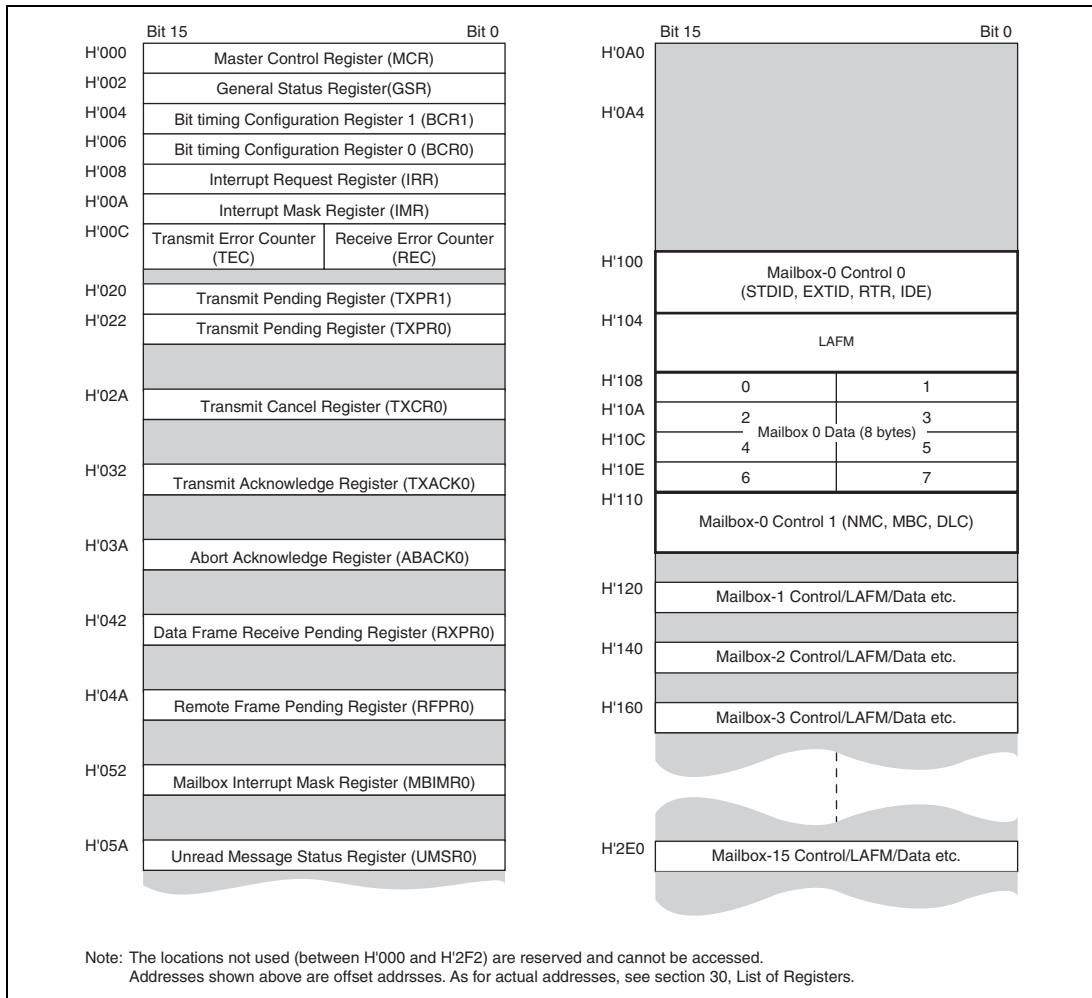 Bit 15 Bit 0
H'000 Master Control Register (MCR)
H'002 General Status Register(GSR)
H'004 Bit timing Configuration Register 1 (BCR1)
H'006 Bit timing Configuration Register 0 (BCR0)
H'008 Interrupt Request Register (IRR)
H'00A Interrupt Mask Register (IMR)
H'00C Transmit Error Counter (TEC) Receive Error Counter (REC)
H'020 Transmit Pending Register (TXPR1)
H'022 Transmit Pending Register (TXPR0)
H'02A Transmit Cancel Register (TXCR0)
H'032 Transmit Acknowledge Register (TXACK0)
H'03A Abort Acknowledge Register (ABACK0)
H'042 Data Frame Receive Pending Register (RXPR0)
H'04A Remote Frame Pending Register (RFPR0)
H'052 Mailbox Interrupt Mask Register (MBIMR0)
H'05A Unread Message Status Register (UMSR0)
Bit 15 Bit 0
H'0A0
H'0A4
H'100 Mailbox-0 Control 0
(STDID, EXTID, RTR, IDE)
H'104 LAFM
H'108 0 1
H'10A 2 3
Mailbox 0 Data (8 bytes)
H'10C 4 5
H'10E 6 7
H'110 Mailbox-0 Control 1 (NMC, MBC, DLC)
H'120 Mailbox-1 Control/LAFM/Data etc.
H'140 Mailbox-2 Control/LAFM/Data etc.
H'160 Mailbox-3 Control/LAFM/Data etc.
H'2E0 Mailbox-15 Control/LAFM/Data etc.
Note: The locations not used (between H'000 and H'2F2) are reserved and cannot be accessed.
Addresses shown above are offset addrsses. As for actual addresses, see section 30, List of Registers.